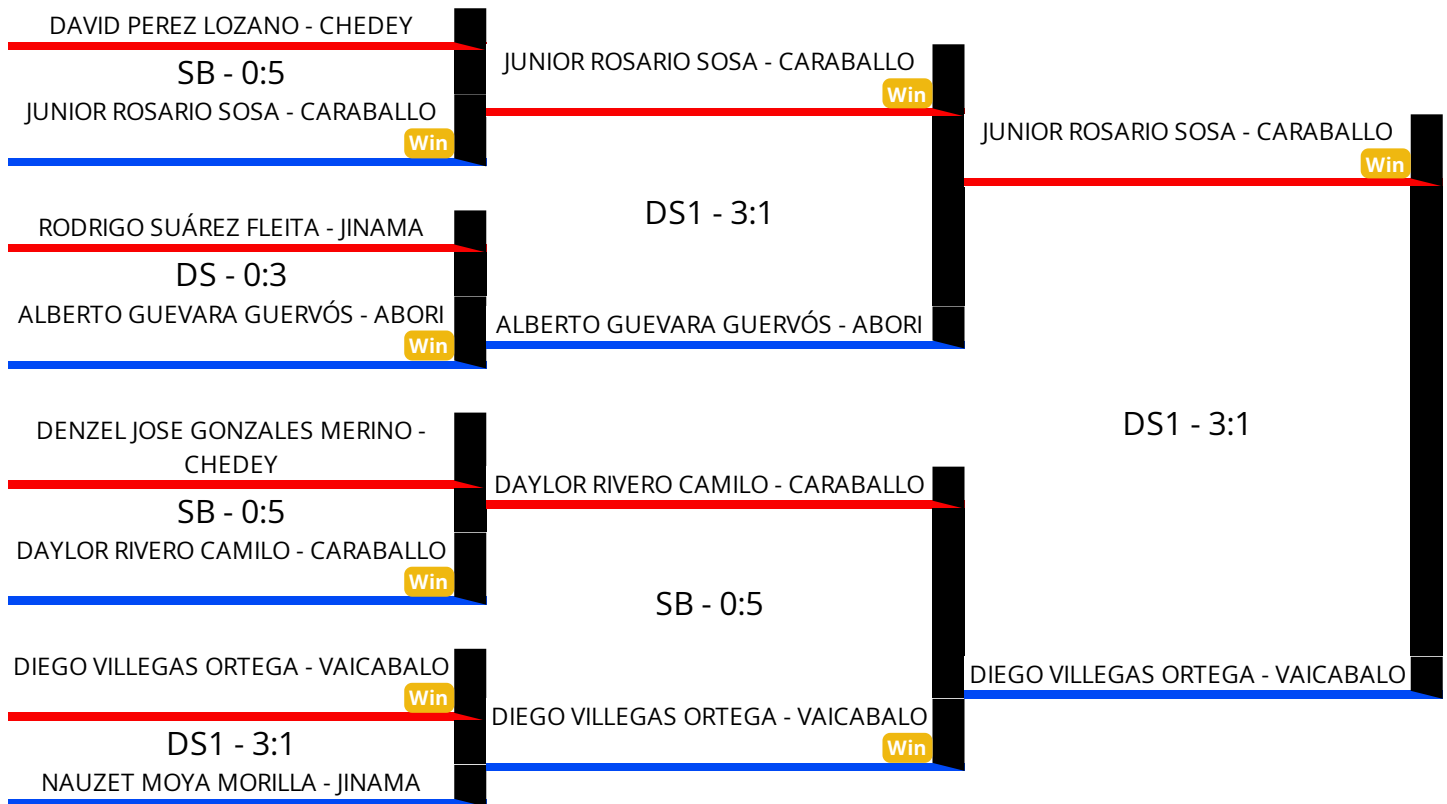 DAVID PEREZ LOZANO - CHEDEY
SB - 0:5
JUNIOR ROSARIO SOSA - CARABALLO
Win
RODRIGO SUÁREZ FLEITA - JINAMA
DS - 0:3
ALBERTO GUEVARA GUERVÓS - ABORI
Win
DENZEL JOSE GONZALES MERINO -
CHEDEY
SB - 0:5
DAYLOR RIVERO CAMILO - CARABALLO
Win
DIEGO VILLEGAS ORTEGA - VAICABALO
Win
DS1 - 3:1
NAUZET MOYA MORILLA - JINAMA
JUNIOR ROSARIO SOSA - CARABALLO
Win
DS1 - 3:1
ALBERTO GUEVARA GUERVÓS - ABORI
DAYLOR RIVERO CAMILO - CARABALLO
SB - 0:5
DIEGO VILLEGAS ORTEGA - VAICABALO
Win
JUNIOR ROSARIO SOSA - CARABALLO
Win
DS1 - 3:1
DIEGO VILLEGAS ORTEGA - VAICABALO